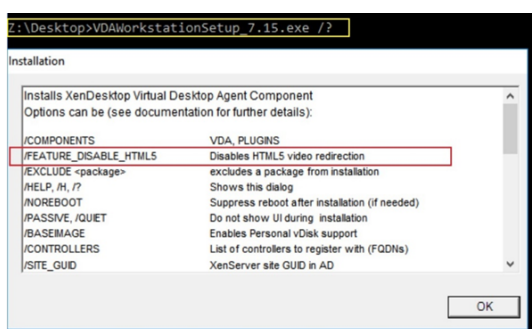 Z:\Desktop>VDAWorkstationSetup_7.15.exe /?
Installation
Installs XenDesktop Virtual Desktop Agent Component
Options can be (see documentation for further details):
/COMPONENTS VDA, PLUGINS
/FEATURE_DISABLE_HTML5 Disables HTML5 video redirection
/EXCLUDE <package> excludes a package from installation
/HELP, /H, /? Shows this dialog
/NOREBOOT Suppress reboot after installation (if needed)
/PASSIVE, /QUIET Do not show UI during installation
/BASEIMAGE Enables Personal vDisk support
/CONTROLLERS List of controllers to register with (FQDNs)
/SITE_GUID XenServer site GUID in AD
OK